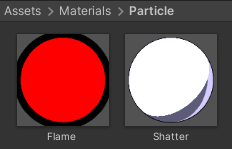 Assets > Materials > Particle
Flame
Shatter